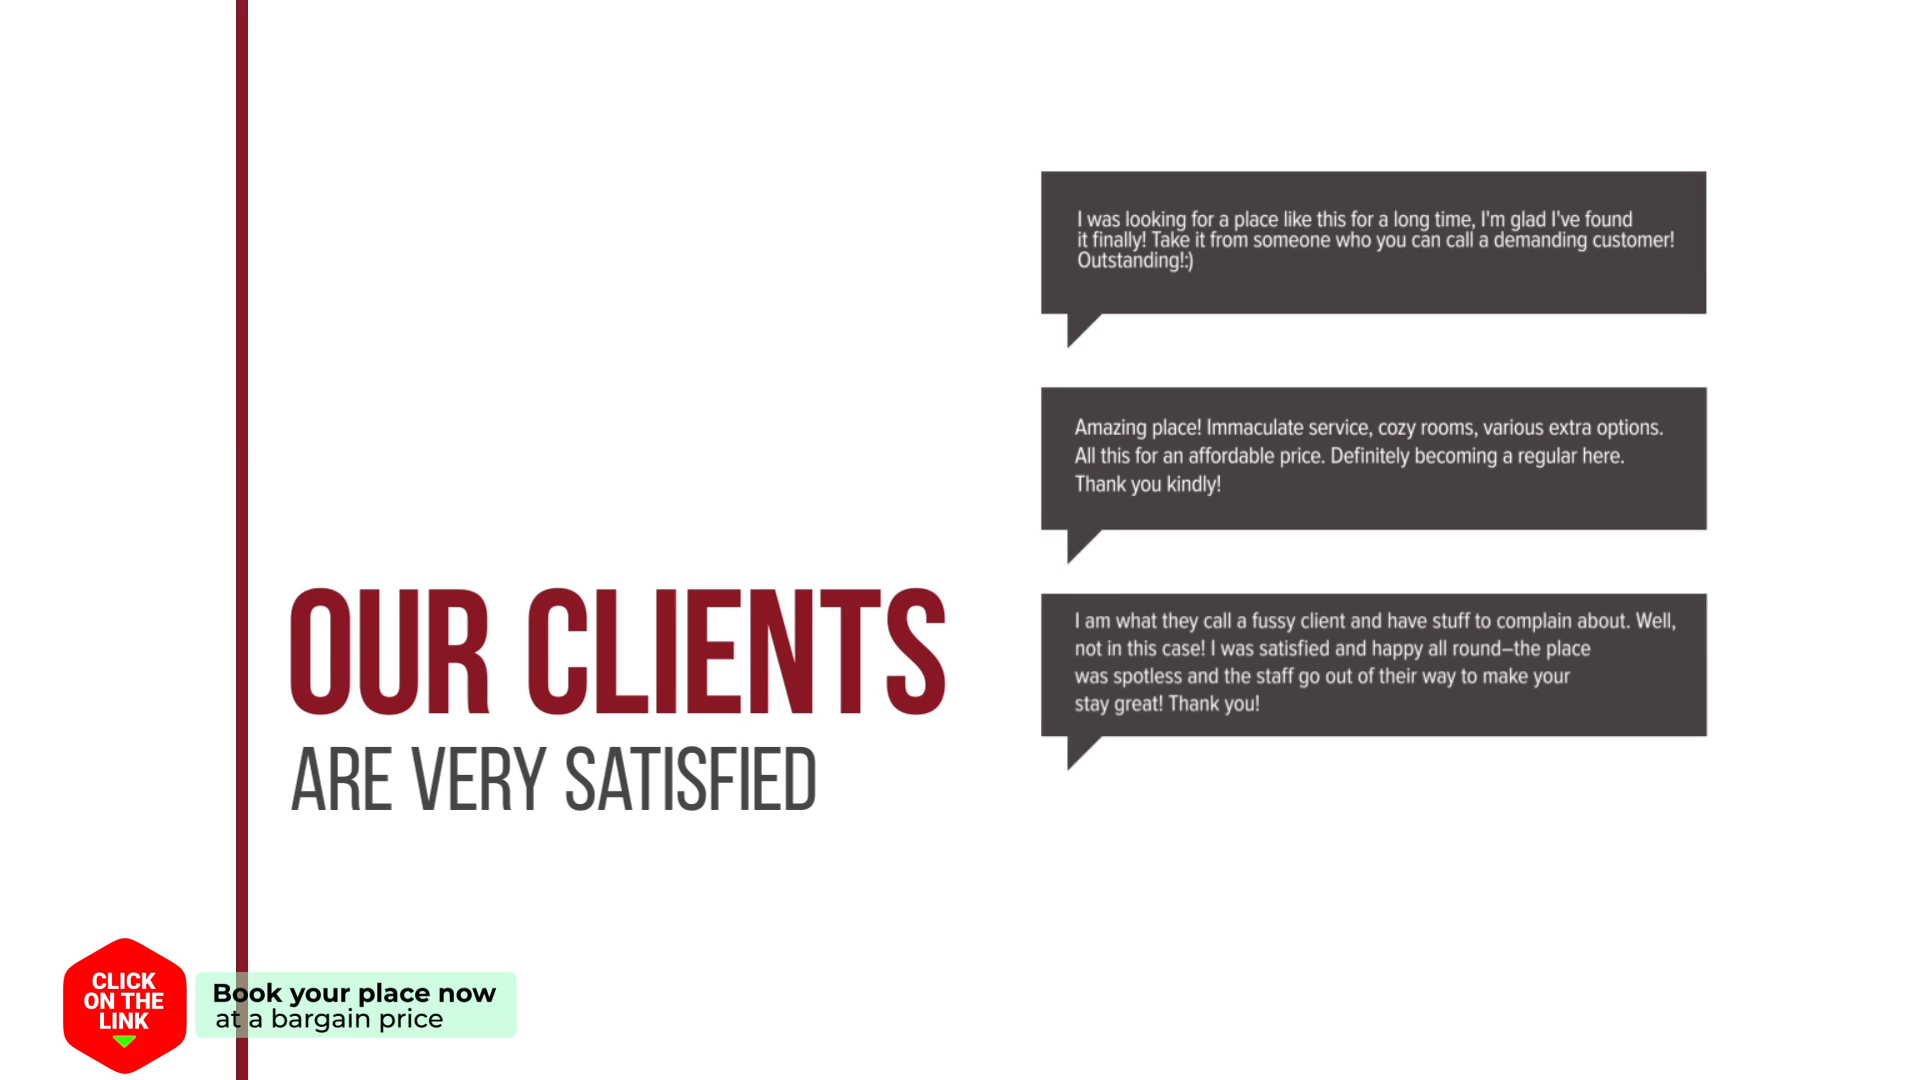 I was looking for a place like this for a long time, I'm glad I've found
it finally! Take it from someone who you can call a demanding customer!
Outstanding!:)
Amazing place! Immaculate service, cozy rooms, various extra options.
All this for an affordable price. Definitely becoming a regular here.
Thank you kindly!
I am what they call a fussy client and have stuff to complain about. Well,
not in this case! I was satisfied and happy all round–the place
was spotless and the staff go out of their way to make your
stay great! Thank you!
OUR CLIENTS
ARE VERY SATISFIED
CLICK
ON THE
LINK
Book your place now
at a bargain price